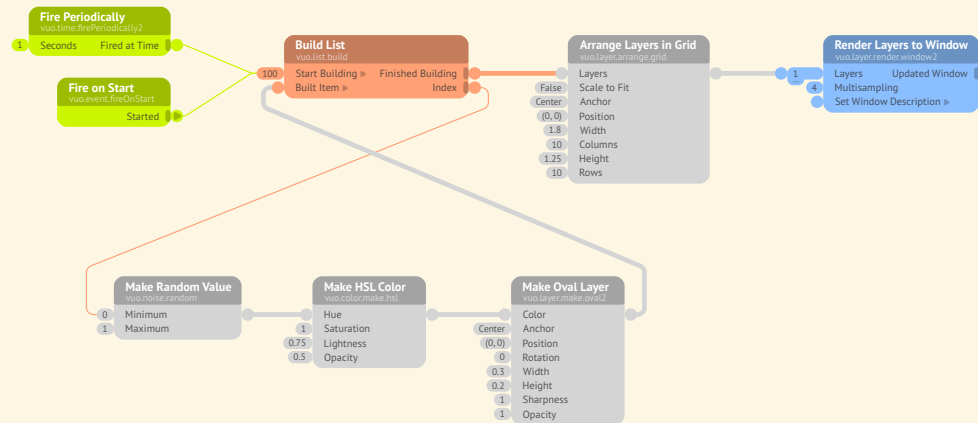 Fire Periodically
vuo.time.firePeriodically2
1 Seconds Fired at Time
Fire on Start
vuo.event.fireOnStart
Started
Build List
vuo.list.build
100 Start Building Finished Building
Built Item Index
Arrange Layers in Grid
vuo.layer.arrange.grid
Layers
False Scale to Fit
Center Anchor
(0, 0) Position
1.8 Width
10 Columns
1.25 Height
10 Rows
Render Layers to Window
vuo.layer.render.window2
1 Layers Updated Window
4 Multisampling
Set Window Description
Make Random Value
vuo.noise.random
0 Minimum
1 Maximum
Make HSL Color
vuo.color.make.hsl
Hue
1 Saturation
0.75 Lightness
0.5 Opacity
Make Oval Layer
vuo.layer.make.oval2
Color
Center Anchor
(0, 0) Position
0 Rotation
0.3 Width
0.2 Height
1 Sharpness
1 Opacity